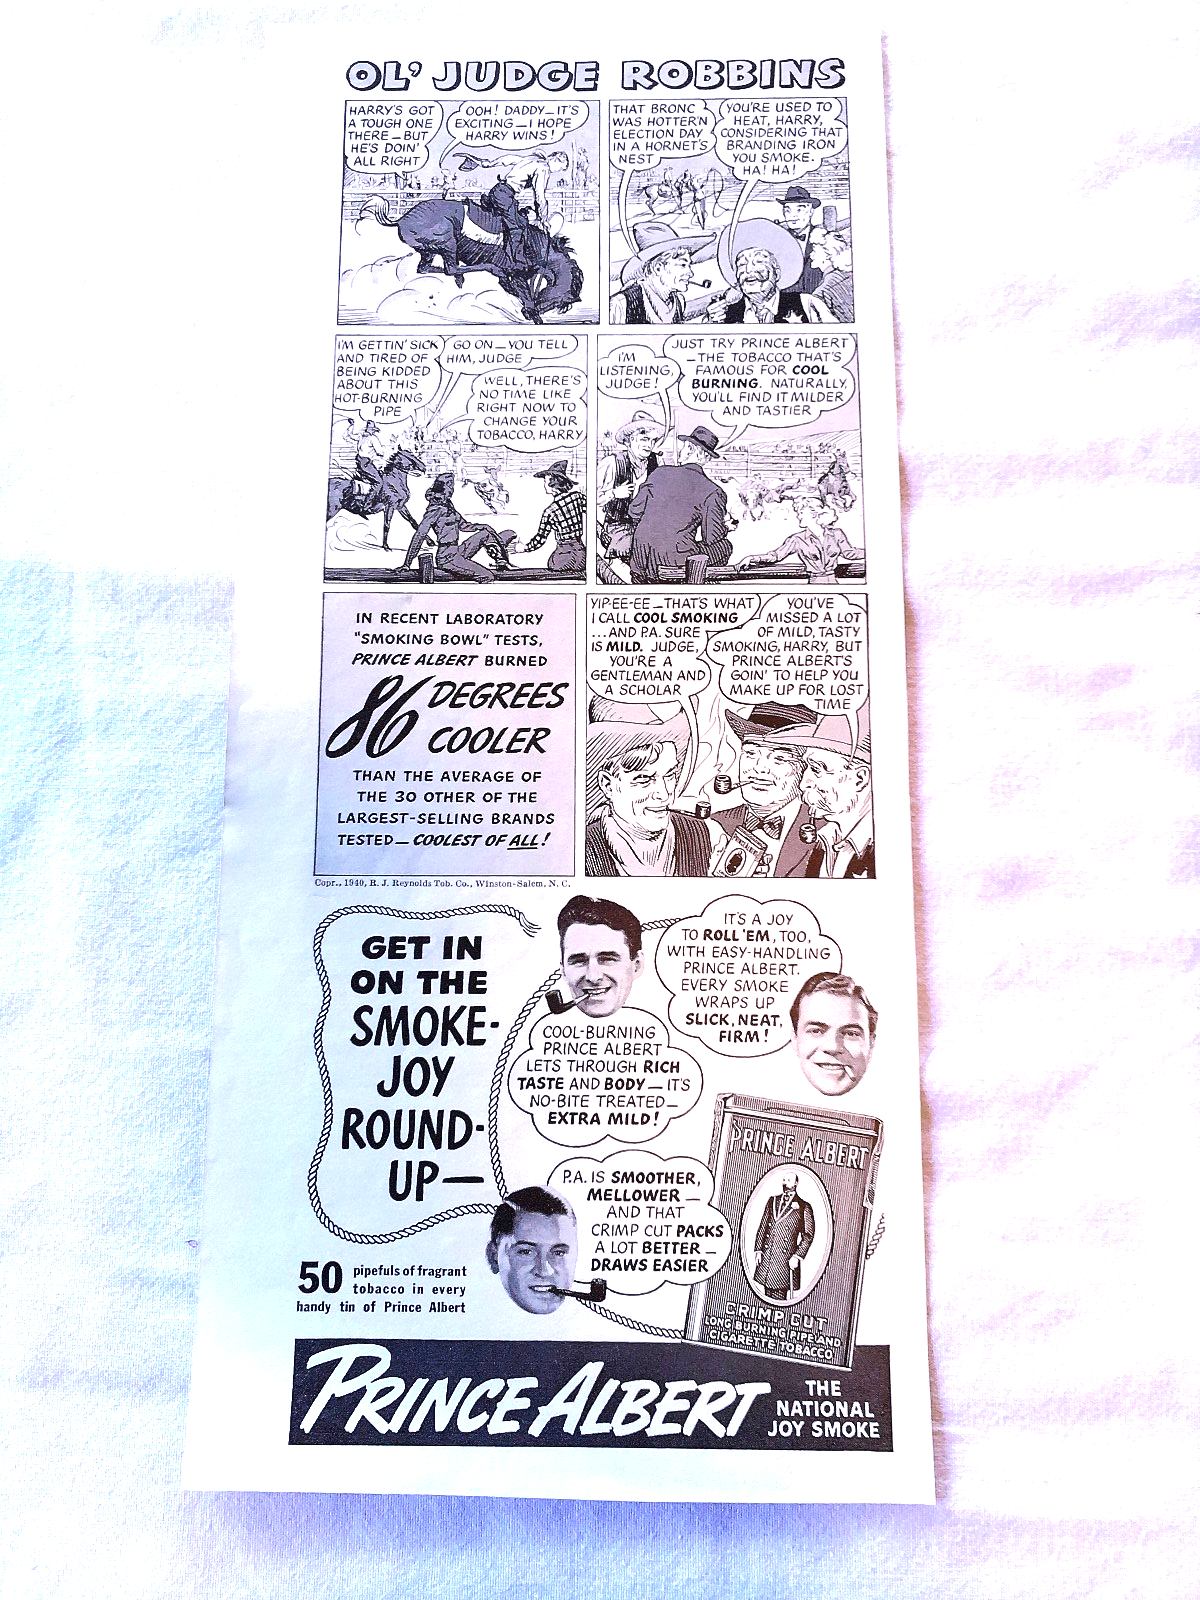 OL' JUDGE ROBBINS
HARRY'S GOT
A TOUGH ONE
THERE – BUT
HE'S DOIN'
ALL RIGHT
OOH! DADDY – IT'S
EXCITING – I HOPE
HARRY WINS!
THAT BRONC
WAS HOTTER'N
ELECTION DAY
IN A HORNET'S
NEST
YOU'RE USED TO
HEAT, HARRY,
CONSIDERING THAT
BRANDING IRON
YOU SMOKE.
HA! HA!
I'M GETTIN' SICK
AND TIRED OF
BEING KIDDED
ABOUT THIS
HOT-BURNING
PIPE
GO ON – YOU TELL
HIM, JUDGE
WELL, THERE'S
NO TIME LIKE
RIGHT NOW TO
CHANGE YOUR
TOBACCO, HARRY
I'M
LISTENING,
JUDGE!
JUST TRY PRINCE ALBERT
– THE TOBACCO THAT'S
FAMOUS FOR COOL
BURNING. NATURALLY,
YOU'LL FIND IT MILDER
AND TASTIER
IN RECENT LABORATORY
"SMOKING BOWL" TESTS,
PRINCE ALBERT BURNED
86 DEGREES
COOLER
THAN THE AVERAGE OF
THE 30 OTHER OF THE
LARGEST-SELLING BRANDS
TESTED – COOLEST OF ALL!
YIP-EE-EE – THAT'S WHAT
I CALL COOL SMOKING
...AND P.A. SURE
IS MILD. JUDGE,
YOU'RE A
GENTLEMAN AND
A SCHOLAR
YOU'VE
MISSED A LOT
OF MILD, TASTY
SMOKING, HARRY, BUT
PRINCE ALBERT'S
GOIN' TO HELP YOU
MAKE UP FOR LOST
TIME
Copr., 1940, R. J. Reynolds Tob. Co., Winston-Salem, N. C.
GET IN
ON THE
SMOKE-
JOY
ROUND-
UP –
COOL-BURNING
PRINCE ALBERT
LETS THROUGH RICH
TASTE AND BODY – IT'S
NO-BITE TREATED –
EXTRA MILD!
IT'S A JOY
TO ROLL 'EM, TOO,
WITH EASY-HANDLING
PRINCE ALBERT.
EVERY SMOKE
WRAPS UP
SLICK, NEAT,
FIRM!
P.A. IS SMOOTHER,
MELLOWER –
AND THAT
CRIMP CUT PACKS
A LOT BETTER –
DRAWS EASIER
PRINCE ALBERT
CRIMP CUT
LONG BURNING PIPE AND
CIGARETTE TOBACCO
50 pipefuls of fragrant
tobacco in every
handy tin of Prince Albert
PRINCE ALBERT
THE
NATIONAL
JOY SMOKE